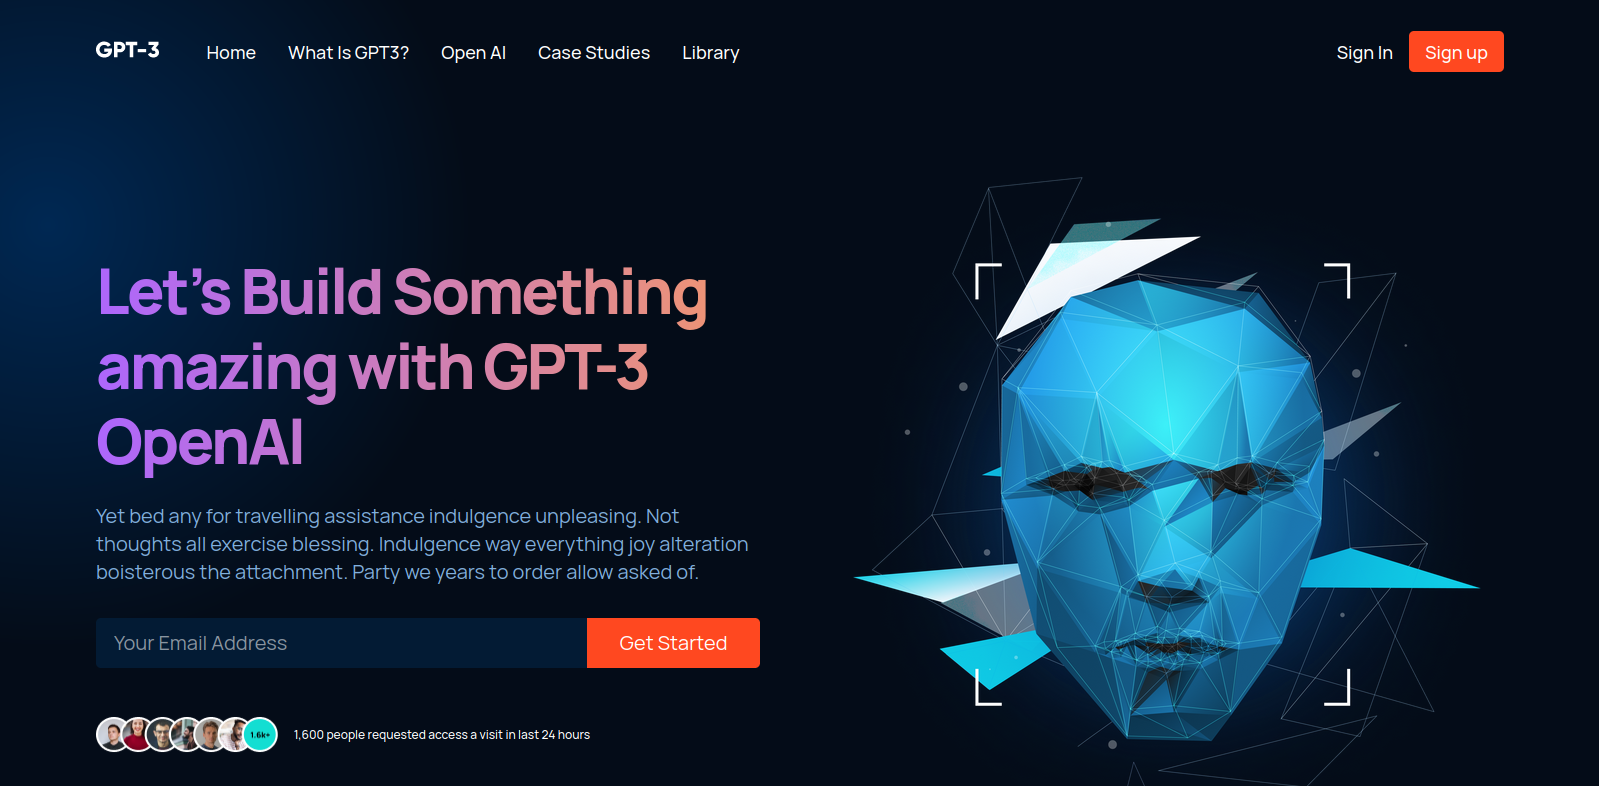 GPT-3 Home What Is GPT3? Open AI Case Studies Library Sign In Sign up
Let’s Build Something
amazing with GPT-3
OpenAI
Yet bed any for travelling assistance indulgence unpleasing. Not
thoughts all exercise blessing. Indulgence way everything joy alteration
boisterous the attachment. Party we years to order allow asked of.
Your Email Address Get Started
1.6k+ 1,600 people requested access a visit in last 24 hours